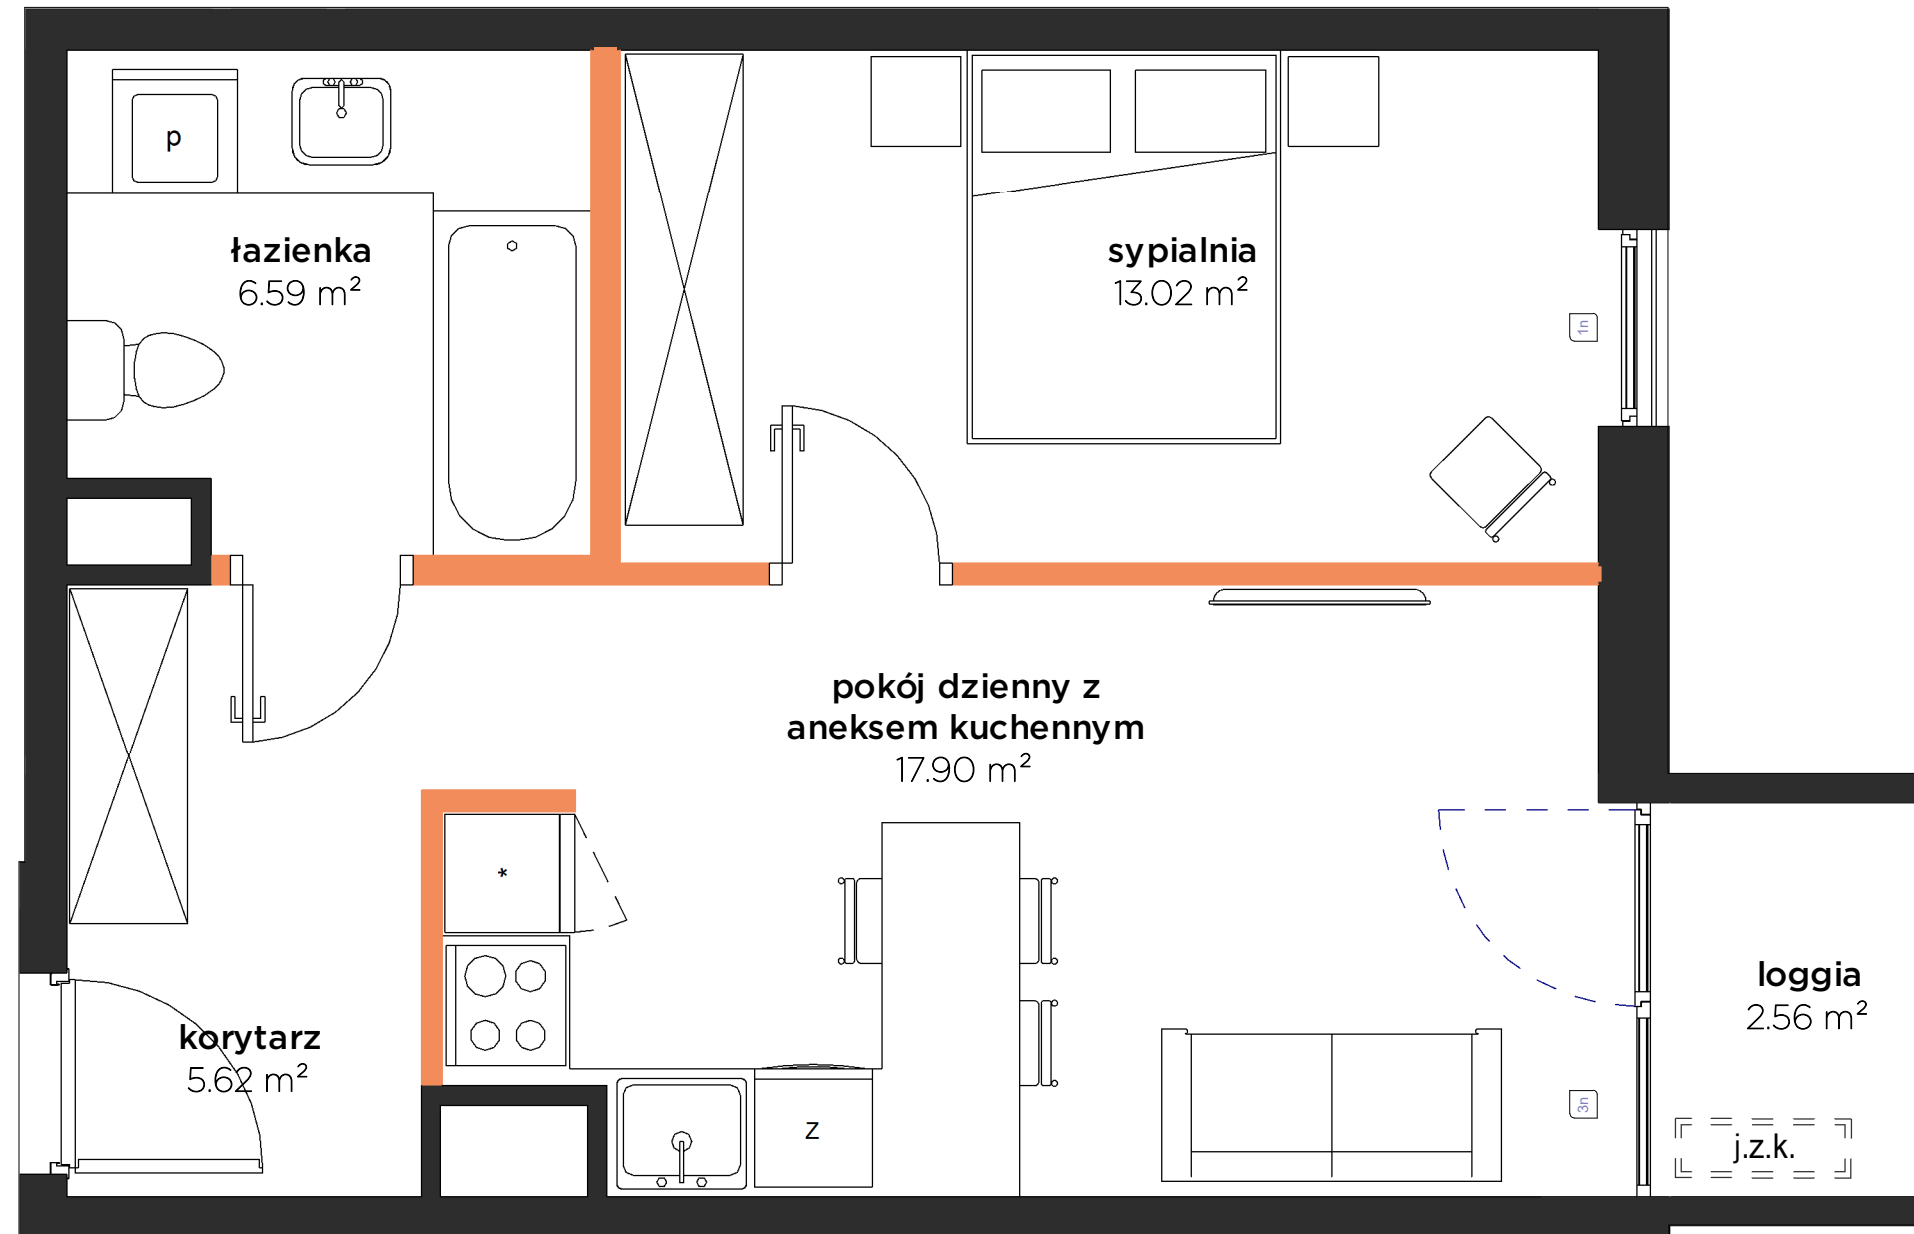 p
łazienka
6.59 m²
sypialnia
13.02 m²
1n
pokój dzienny z
aneksem kuchennym
17.90 m²
*
korytarz
5.62 m²
z
loggia
2.56 m²
3n
j.z.k.